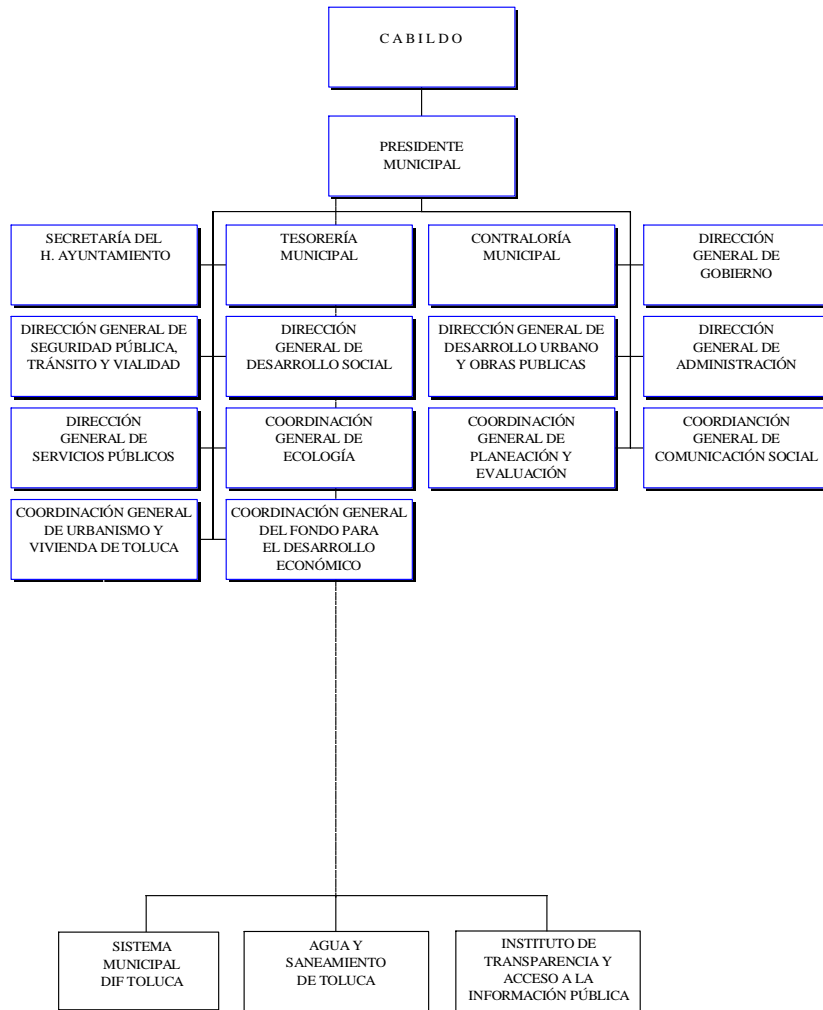 C A B I L D O
PRESIDENTE
MUNICIPAL
SECRETARÍA DEL
H. AYUNTAMIENTO
TESORERÍA
MUNICIPAL
CONTRALORÍA
MUNICIPAL
DIRECCIÓN
GENERAL DE
GOBIERNO
DIRECCIÓN GENERAL DE
SEGURIDAD PÚBLICA,
TRÁNSITO Y VIALIDAD
DIRECCIÓN
GENERAL DE
DESARROLLO SOCIAL
DIRECCIÓN GENERAL DE
DESARROLLO URBANO
Y OBRAS PUBLICAS
DIRECCIÓN
GENERAL DE
ADMINISTRACIÓN
DIRECCIÓN
GENERAL DE
SERVICIOS PÚBLICOS
COORDINACIÓN
GENERAL DE
ECOLOGÍA
COORDINACIÓN
GENERAL DE
PLANEACIÓN Y
EVALUACIÓN
COORDIANCIÓN
GENERAL DE
COMUNICACIÓN SOCIAL
COORDINACIÓN GENERAL
DE URBANISMO Y
VIVIENDA DE TOLUCA
COORDINACIÓN GENERAL
DEL FONDO PARA
EL DESARROLLO
ECONÓMICO
SISTEMA
MUNICIPAL
DIF TOLUCA
AGUA Y
SANEAMIENTO
DE TOLUCA
INSTITUTO DE
TRANSPARENCIA Y
ACCESO A LA
INFORMACIÓN PÚBLICA